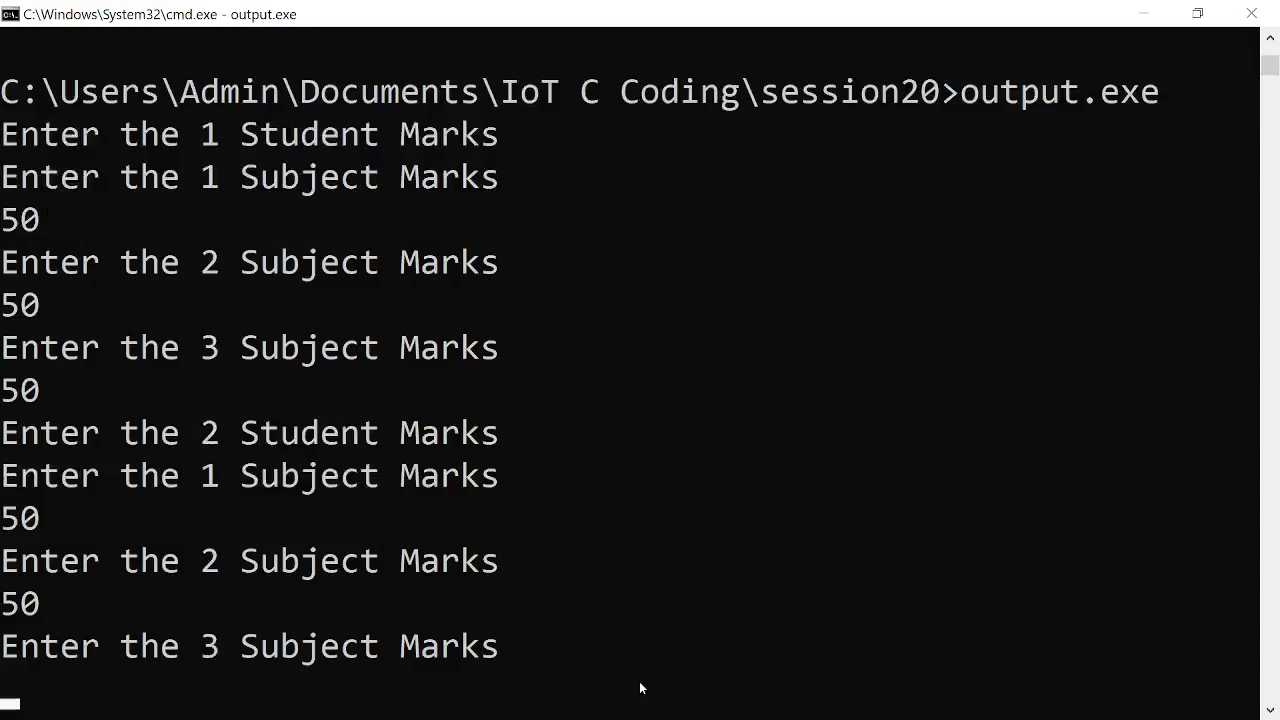 C:\Windows\System32\cmd.exe - output.exe
C:\Users\Admin\Documents\IoT C Coding\session20>output.exe
Enter the 1 Student Marks
Enter the 1 Subject Marks
50
Enter the 2 Subject Marks
50
Enter the 3 Subject Marks
50
Enter the 2 Student Marks
Enter the 1 Subject Marks
50
Enter the 2 Subject Marks
50
Enter the 3 Subject Marks